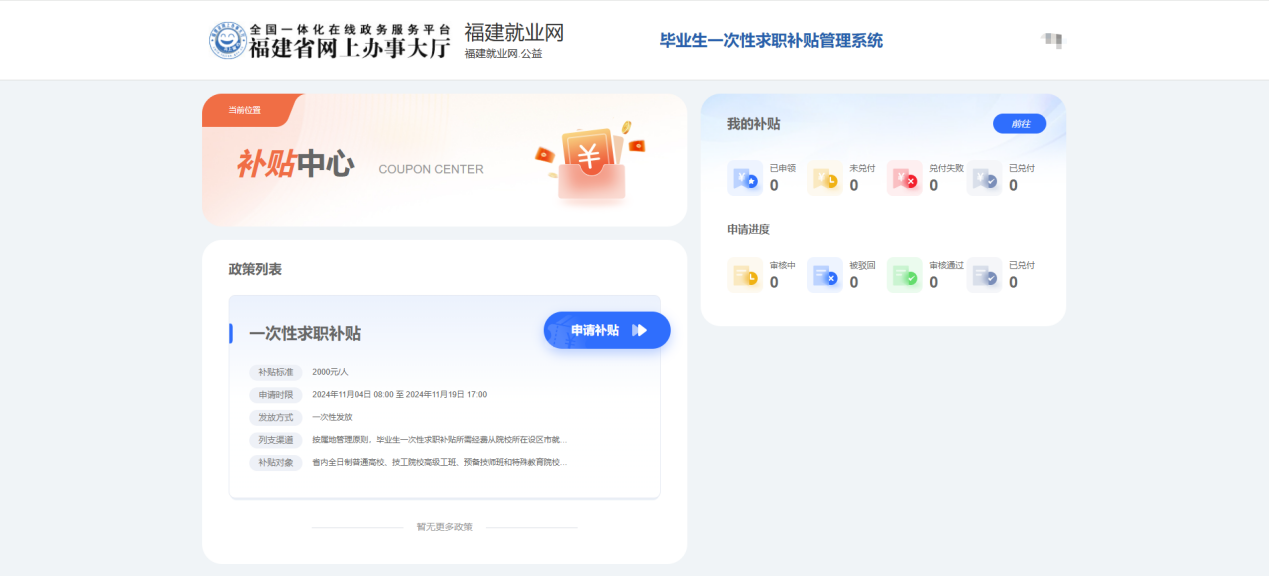 全国一体化在线政务服务平台
福建省网上办事大厅
福建就业网
福建就业网·公益
毕业生一次性求职补贴管理系统
当前位置
补贴中心
COUPON CENTER
政策列表
一次性求职补贴
申请补贴
补贴标准 2000元/人
申请时限 2024年11月04日 08:00 至 2024年11月19日 17:00
发放方式 一次性发放
列支渠道 按属地管理原则，毕业生一次性求职补贴所需经费从院校所在设区市就...
补贴对象 省内全日制普通高校、技工院校高级工班、预备技师班和特殊教育院校...
暂无更多政策
我的补贴
前往
已申领 0
未兑付 0
兑付失败 0
已兑付 0
申请进度
审核中 0
被驳回 0
审核通过 0
已兑付 0